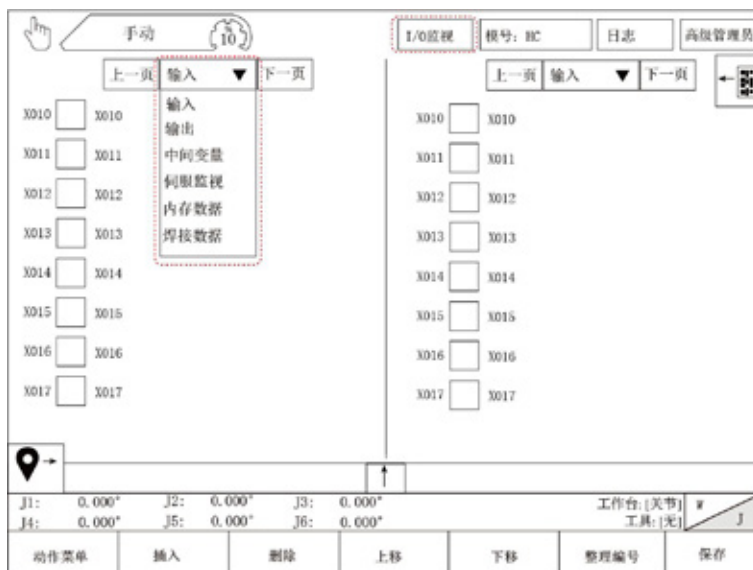 手动 % 10 I/O监视 模号：HC 日志 高级管理员
上一页 输入 ▼ 下一页 上一页 输入 ▼ 下一页
输入
输出
中间变量
伺服监视
内存数据
焊接数据
X010 X010 X010 X010
X011 X011 X011 X011
X012 X012 X012 X012
X013 X013 X013 X013
X014 X014 X014 X014
X015 X015 X015 X015
X016 X016 X016 X016
X017 X017 X017 X017
J1: 0.000° J2: 0.000° J3: 0.000° 工作台:[关节] W
J4: 0.000° J5: 0.000° J6: 0.000° 工具:[无] J
动作菜单 插入 删除 上移 下移 整理编号 保存